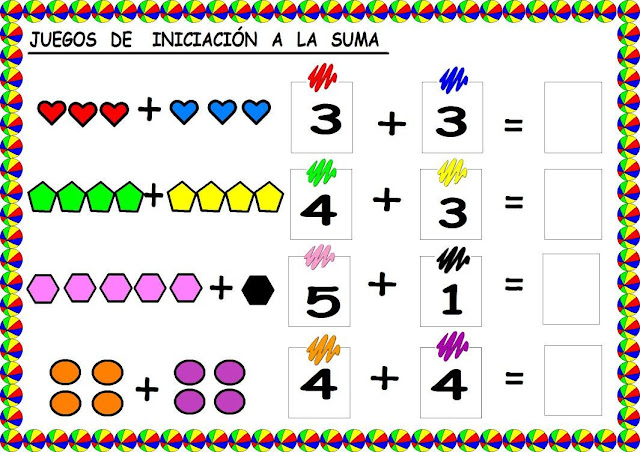 JUEGOS DE INICIACIÓN A LA SUMA
+ 3 + 3 =
+ 4 + 3 =
+ 5 + 1 =
+ 4 + 4 =